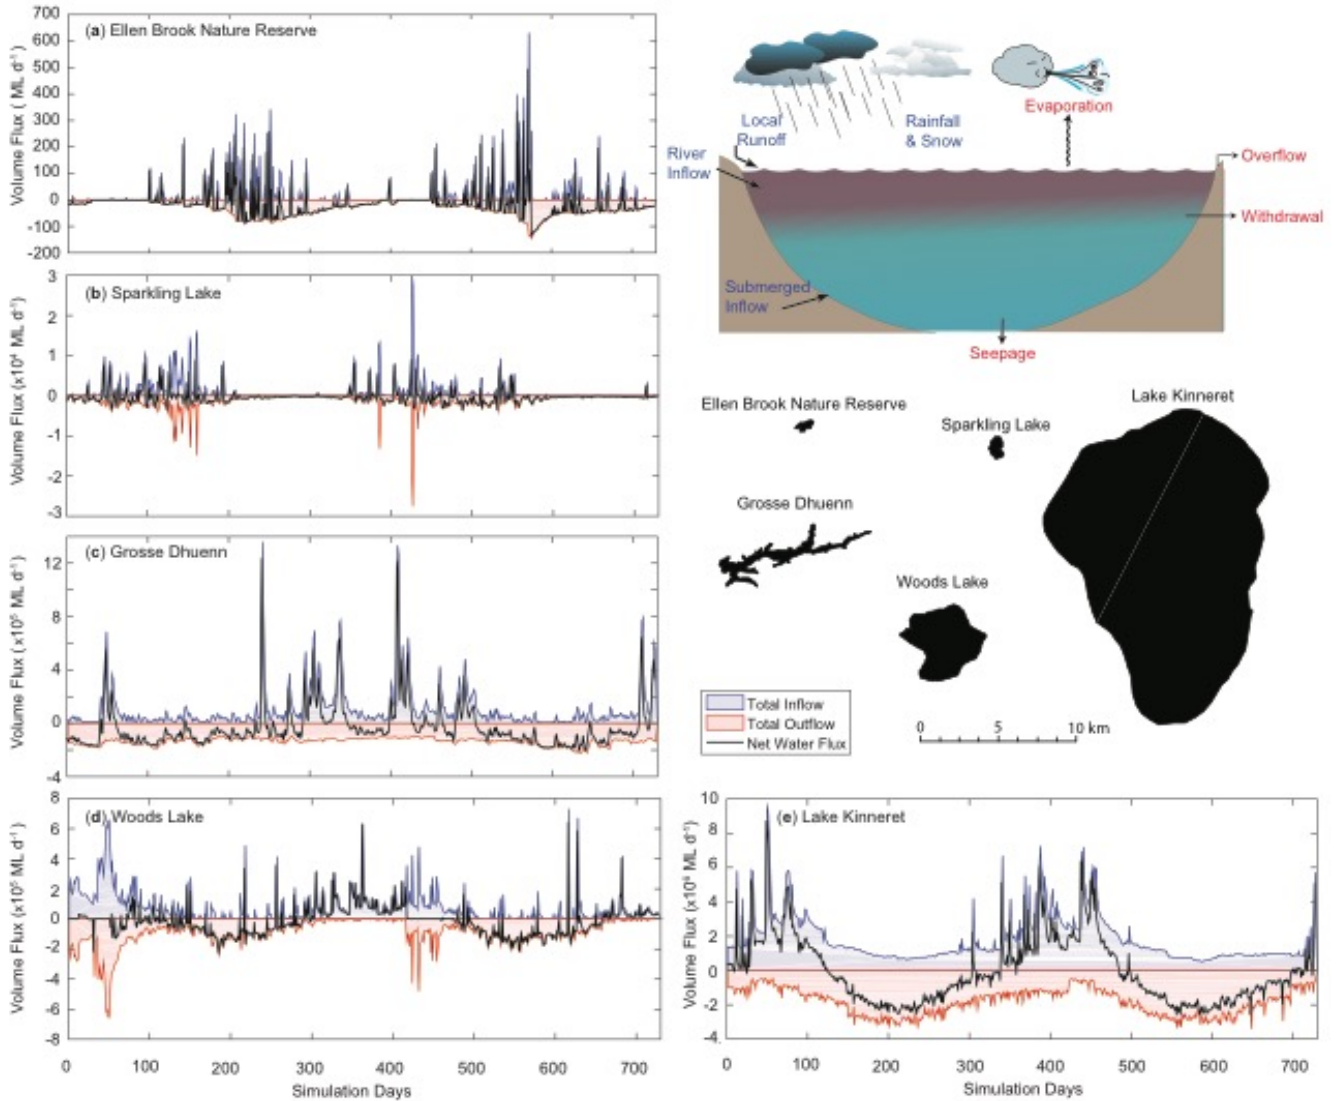 (a) Ellen Brook Nature Reserve
Volume Flux ( ML d⁻¹)
700
600
500
400
300
200
100
0
-100
-200
(b) Sparkling Lake
Volume Flux (x10⁴ ML d⁻¹)
3
2
1
0
-1
-2
-3
(c) Grosse Dhuenn
Volume Flux ( x10⁵ ML d⁻¹ )
12
8
4
0
-4
(d) Woods Lake
Volume Flux (x10⁵ ML d⁻¹)
8
6
4
2
0
-2
-4
-6
-8
0 100 200 300 400 500 600 700
Simulation Days
Local
Runoff
Rainfall
& Snow
Evaporation
River
Inflow
Overflow
Withdrawal
Submerged
Inflow
Seepage
Ellen Brook Nature Reserve
Sparkling Lake
Lake Kinneret
Grosse Dhuenn
Woods Lake
Total Inflow
Total Outflow
Net Water Flux
0 5 10 km
(e) Lake Kinneret
10
8
6
4
2
0
-2
-4
0 100 200 300 400 500 600 700
Simulation Days